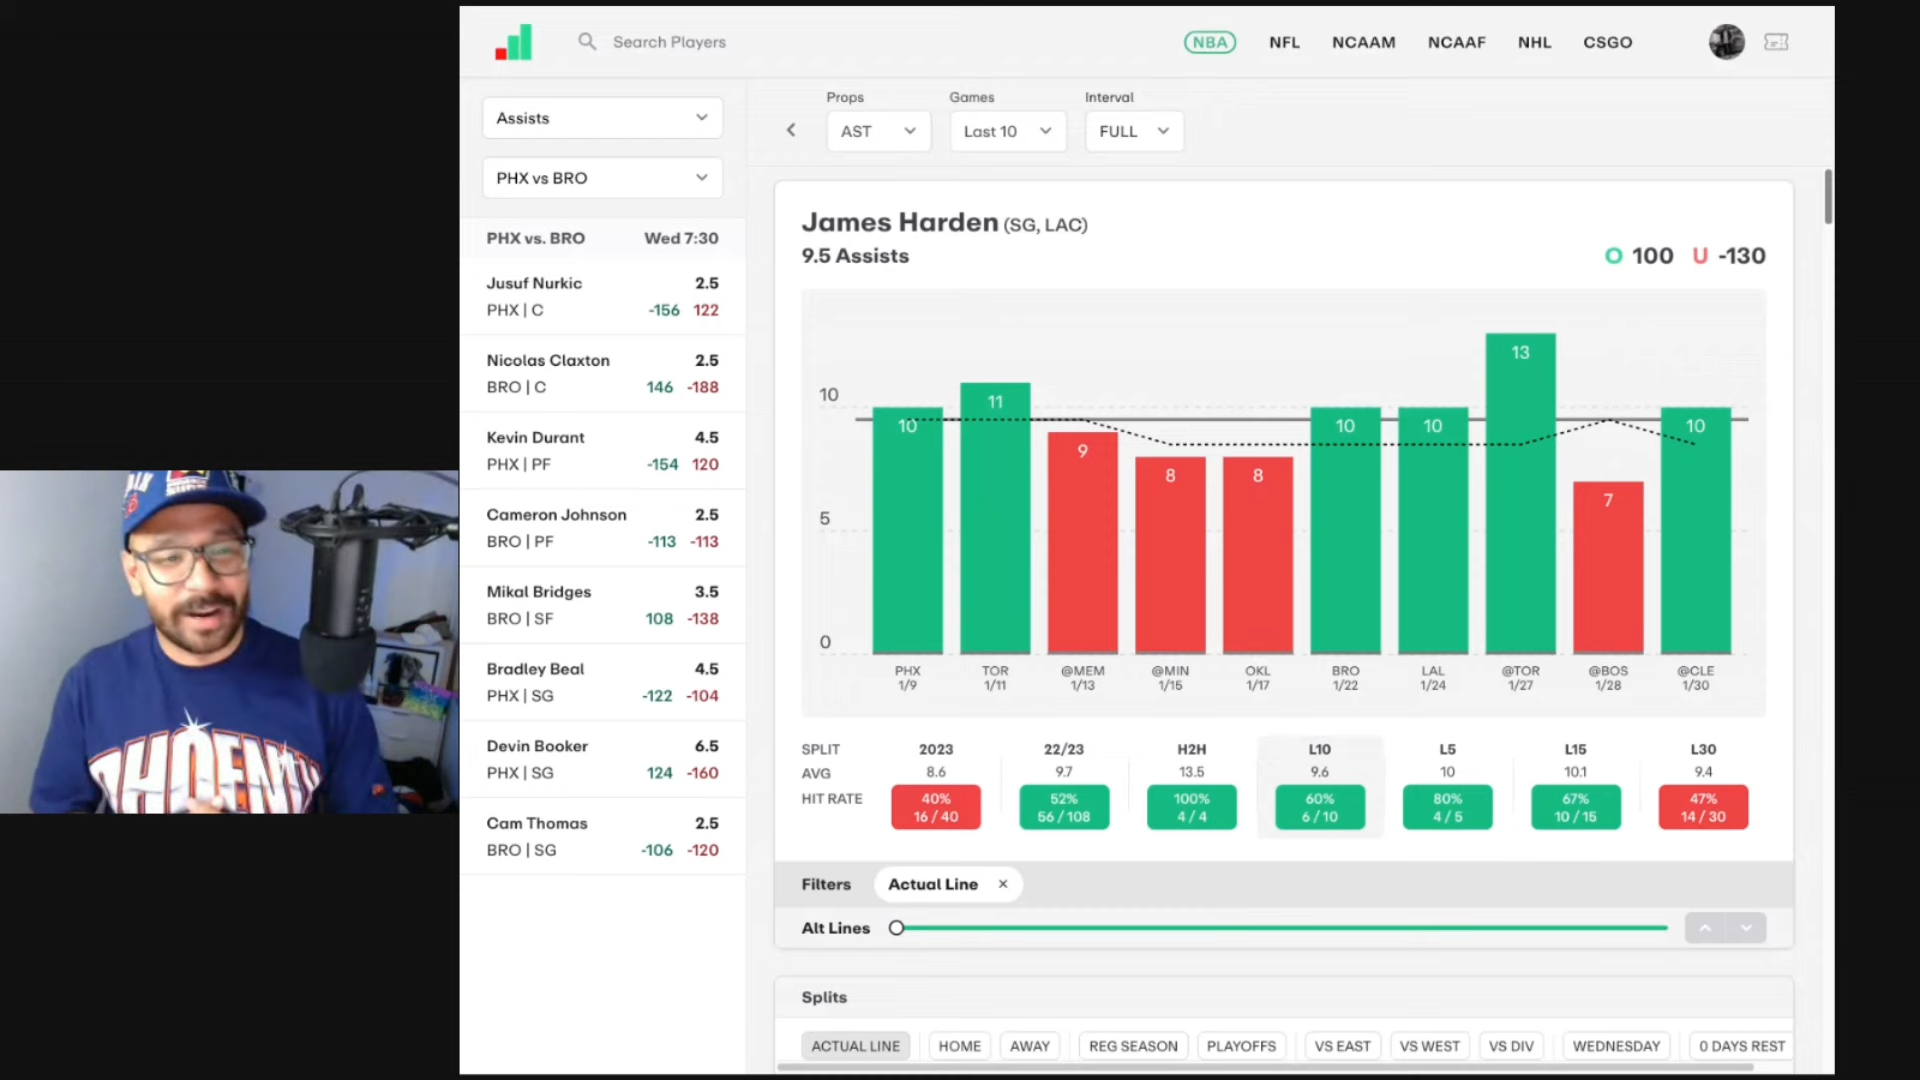 Search Players
NBA
NFL
NCAAM
NCAAF
NHL
CSGO
Assists
PHX vs BRO
PHX vs. BRO Wed 7:30
Jusuf Nurkic 2.5
PHX | C -156 122
Nicolas Claxton 2.5
BRO | C 146 -188
Kevin Durant 4.5
PHX | PF -154 120
Cameron Johnson 2.5
BRO | PF -113 -113
Mikal Bridges 3.5
BRO | SF 108 -138
Bradley Beal 4.5
PHX | SG -122 -104
Devin Booker 6.5
PHX | SG 124 -160
Cam Thomas 2.5
BRO | SG -106 -120
Props Games Interval
AST Last 10 FULL
James Harden (SG, LAC)
9.5 Assists O 100 U -130
10
5
0
10 11 9 8 8 10 10 13 7 10
PHX TOR @MEM @MIN OKL BRO LAL @TOR @BOS @CLE
1/9 1/11 1/13 1/15 1/17 1/22 1/24 1/27 1/28 1/30
SPLIT 2023 22/23 H2H L10 L5 L15 L30
AVG 8.6 9.7 13.5 9.6 10 10.1 9.4
HIT RATE 40% 52% 100% 60% 80% 67% 47%
16 / 40 56 / 108 4 / 4 6 / 10 4 / 5 10 / 15 14 / 30
Filters Actual Line ×
Alt Lines
Splits
ACTUAL LINE HOME AWAY REG SEASON PLAYOFFS VS EAST VS WEST VS DIV WEDNESDAY 0 DAYS REST
PHOENIX